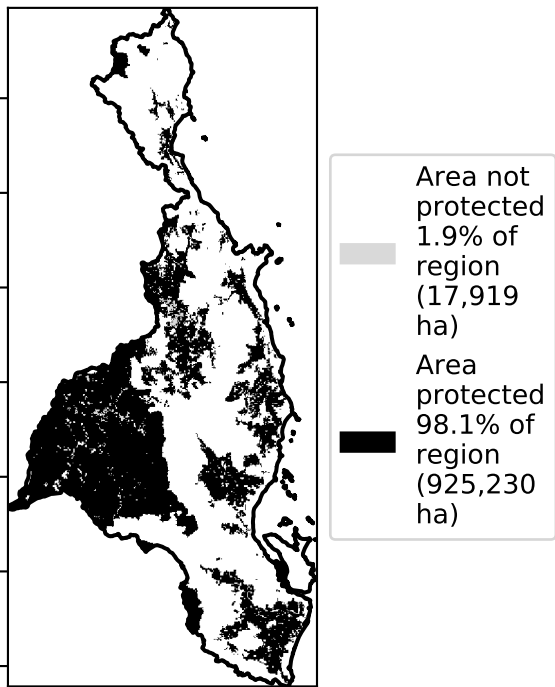 Area not
protected
1.9% of
region
(17,919
ha)
Area
protected
98.1% of
region
(925,230
ha)